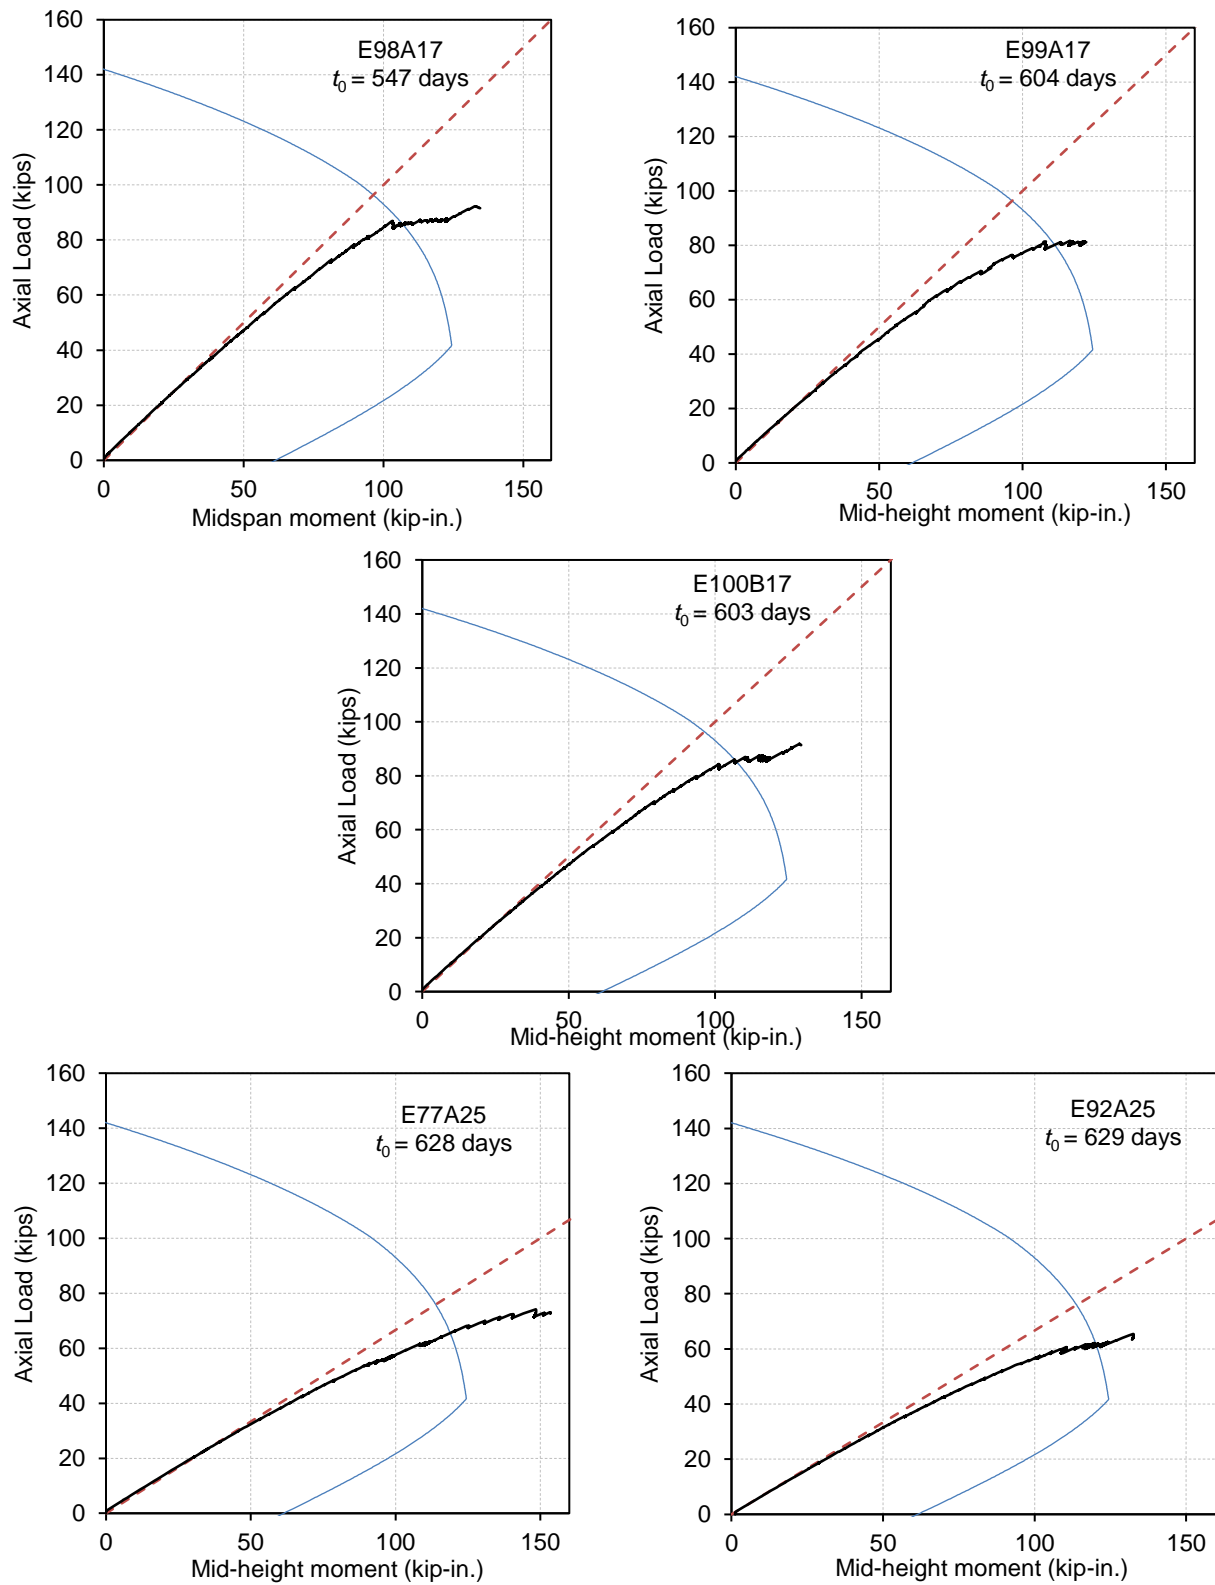 160
140
120
100
80
60
40
20
0
Axial Load (kips)
E98A17
t₀ = 547 days
0 50 100 150
Midspan moment (kip-in.)
160
140
120
100
80
60
40
20
0
Axial Load (kips)
E99A17
t₀ = 604 days
0 50 100 150
Mid-height moment (kip-in.)
160
140
120
100
80
60
40
20
0
Axial Load (kips)
E100B17
t₀ = 603 days
0 50 100 150
Mid-height moment (kip-in.)
160
140
120
100
80
60
40
20
0
Axial Load (kips)
E77A25
t₀ = 628 days
0 50 100 150
Mid-height moment (kip-in.)
160
140
120
100
80
60
40
20
0
Axial Load (kips)
E92A25
t₀ = 629 days
0 50 100 150
Mid-height moment (kip-in.)